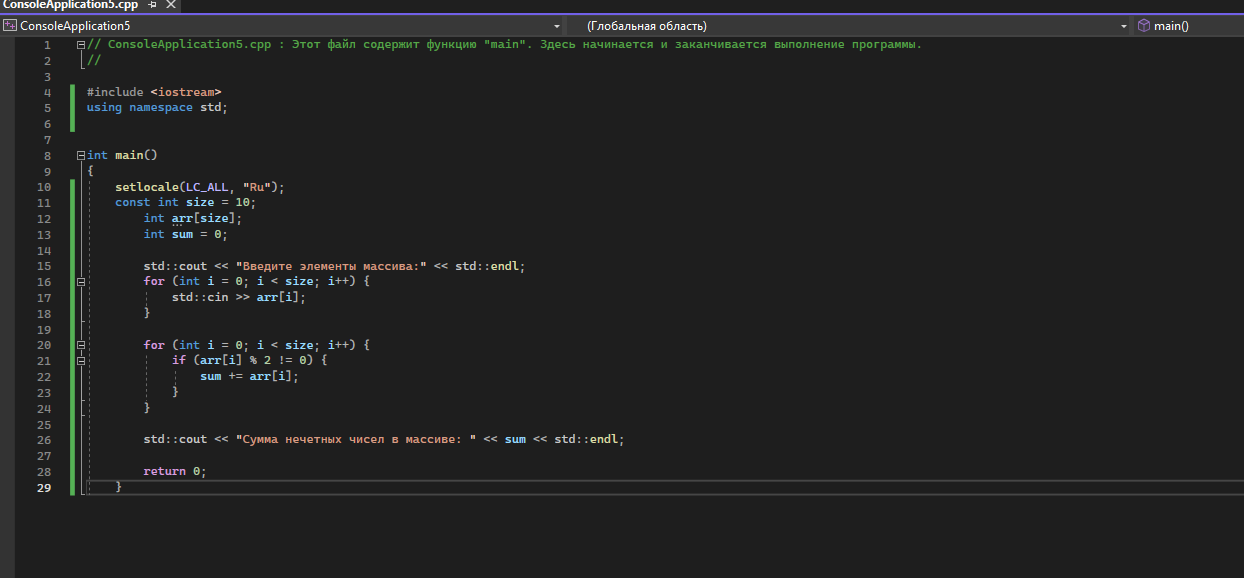 ConsoleApplication5.cpp
ConsoleApplication5 (Глобальная область) main()
1 // ConsoleApplication5.cpp : Этот файл содержит функцию "main". Здесь начинается и заканчивается выполнение программы.
2 //
3
4 #include <iostream>
5 using namespace std;
6
7
8 int main()
9 {
10 setlocale(LC_ALL, "Ru");
11 const int size = 10;
12 int arr[size];
13 int sum = 0;
14
15 std::cout << "Введите элементы массива:" << std::endl;
16 for (int i = 0; i < size; i++) {
17 std::cin >> arr[i];
18 }
19
20 for (int i = 0; i < size; i++) {
21 if (arr[i] % 2 != 0) {
22 sum += arr[i];
23 }
24 }
25
26 std::cout << "Сумма нечетных чисел в массиве: " << sum << std::endl;
27
28 return 0;
29 }